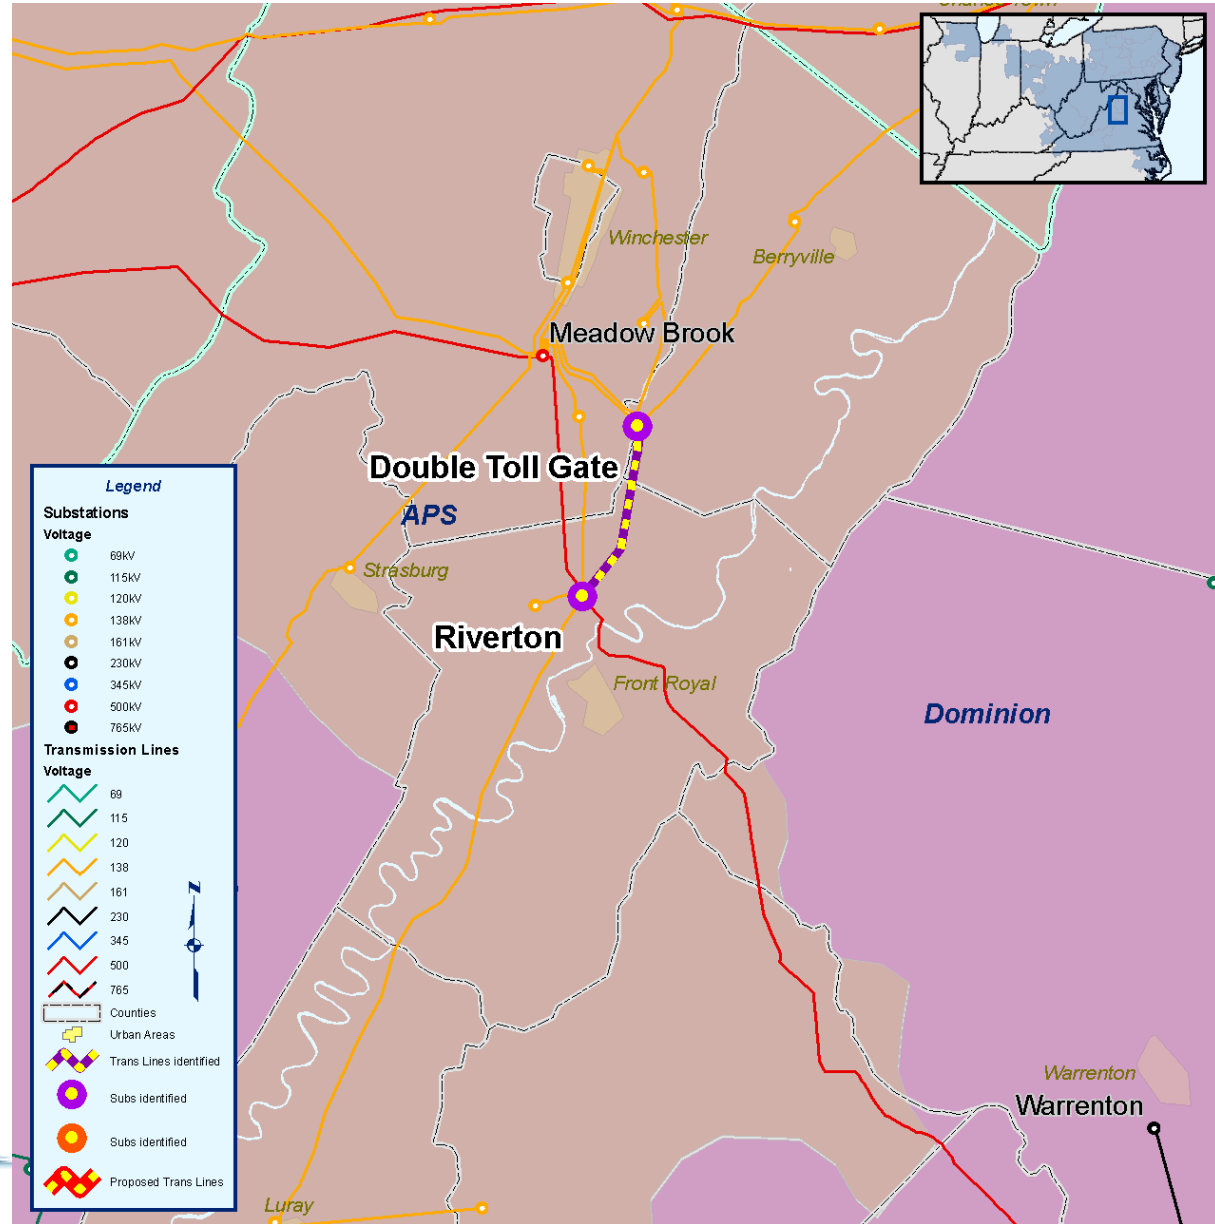 Winchester
Berryville
Meadow Brook
Double Toll Gate
APS
Strasburg
Riverton
Front Royal
Dominion
Warrenton
Warrenton
Luray
Legend
Substations
Voltage
69kV
115kV
120kV
138kV
161kV
230kV
345kV
500kV
765kV
Transmission Lines
Voltage
69
115
120
138
161
230
345
500
765
Counties
Urban Areas
Trans Lines identified
Subs identified
Subs identified
Proposed Trans Lines
N